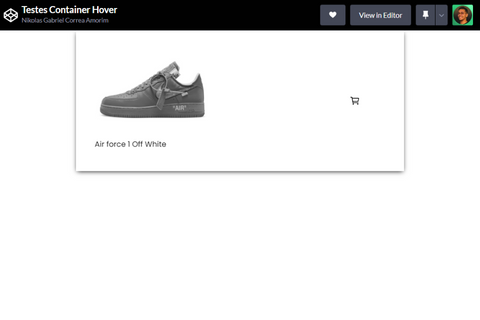 Testes Container Hover
Nikolas Gabriel Correa Amorim
View in Editor
"AIR"
Air force 1 Off White